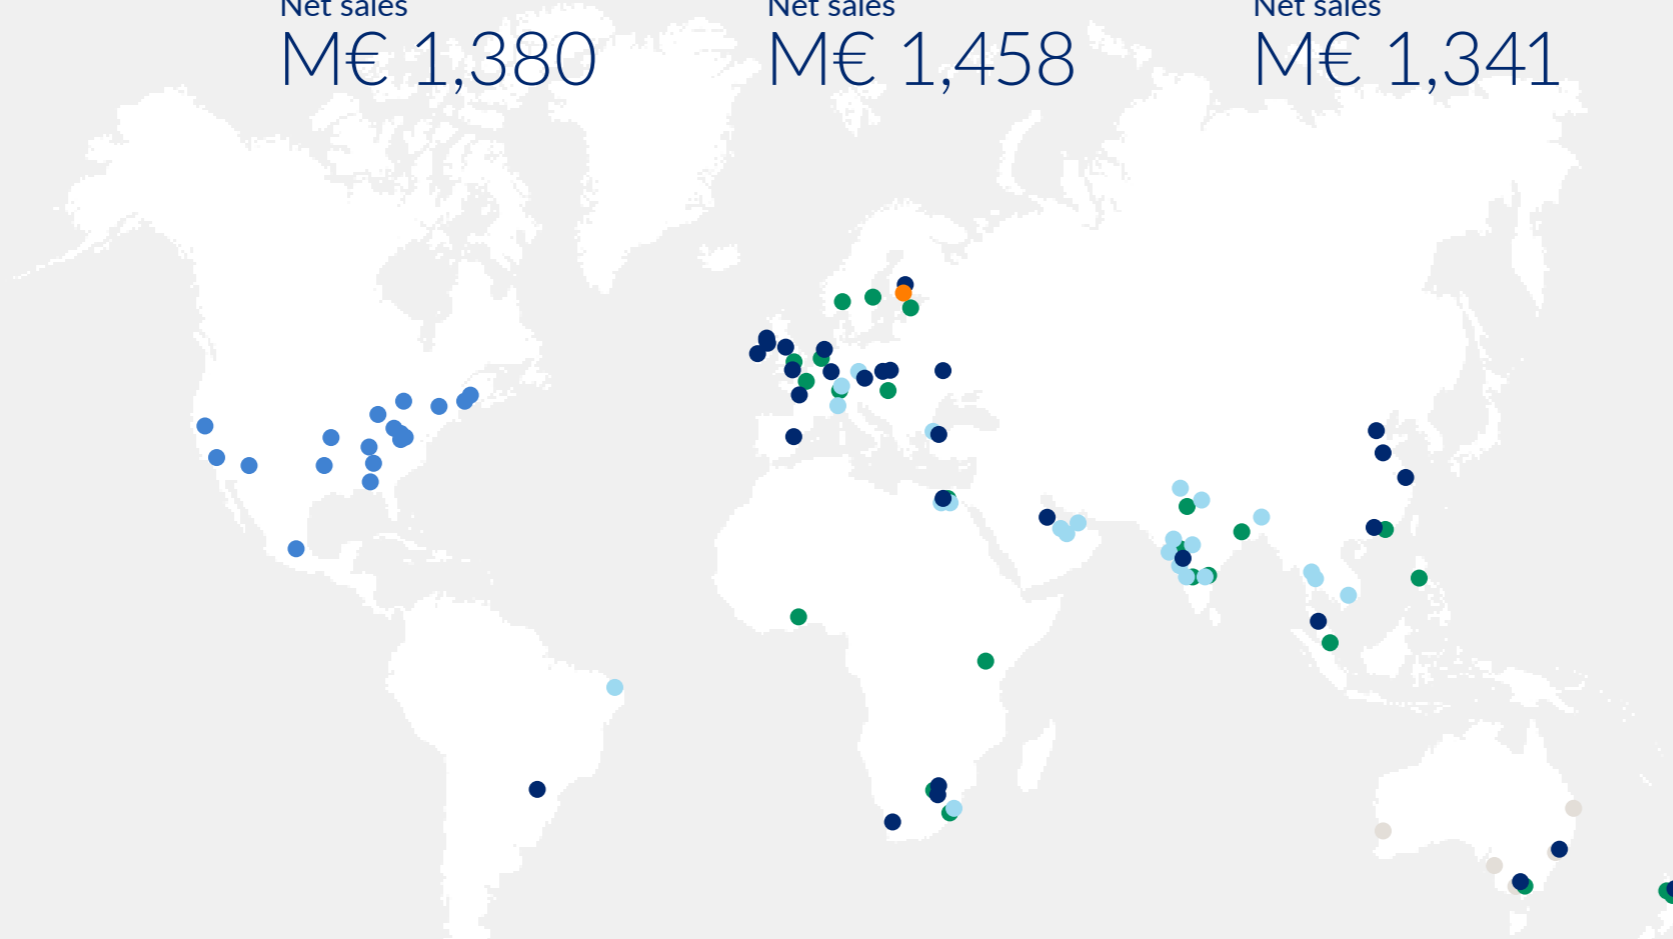 Net sales Net sales Net sales
M€ 1,380 M€ 1,458 M€ 1,341